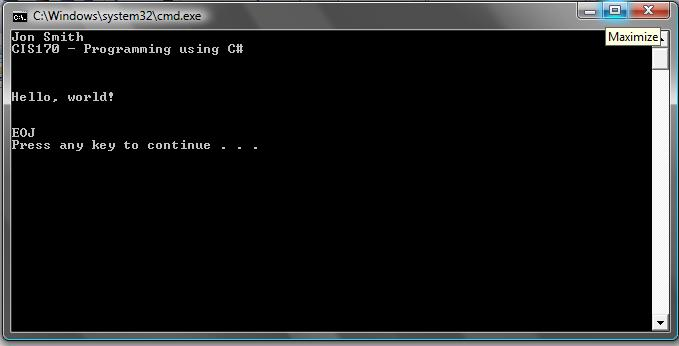 C:\Windows\system32\cmd.exe
Maximize
Jon Smith
CIS170 - Programming using C#
Hello, world!
EOJ
Press any key to continue . . .